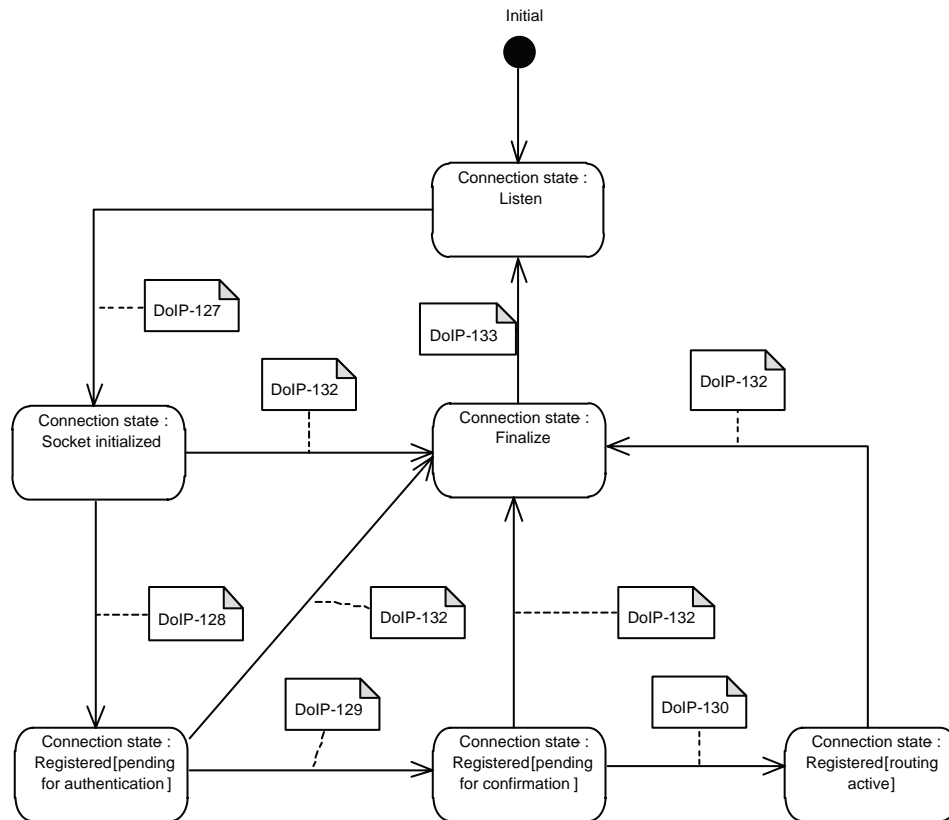 Initial
Connection state :
Listen
DoIP-127
DoIP-133
DoIP-132
DoIP-132
Connection state :
Socket initialized
Connection state :
Finalize
DoIP-128
DoIP-132
DoIP-132
DoIP-129
DoIP-130
Connection state :
Registered[pending
for authentication ]
Connection state :
Registered[pending
for confirmation ]
Connection state :
Registered[routing
active]